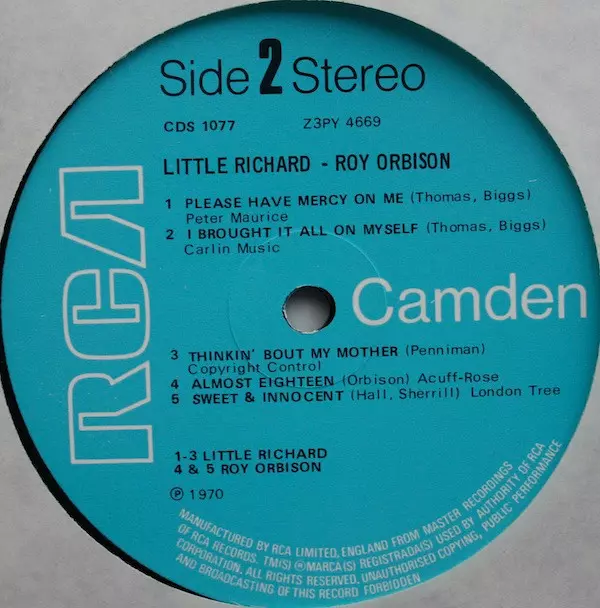 Side 2 Stereo
CDS 1077 Z3PY 4669
LITTLE RICHARD - ROY ORBISON
1 PLEASE HAVE MERCY ON ME (Thomas, Biggs)
Peter Maurice
2 I BROUGHT IT ALL ON MYSELF (Thomas, Biggs)
Carlin Music
RCA
Camden
3 THINKIN' BOUT MY MOTHER (Penniman)
Copyright Control
4 ALMOST EIGHTEEN (Orbison) Acuff-Rose
5 SWEET & INNOCENT (Hall, Sherrill) London Tree
1-3 LITTLE RICHARD
4 & 5 ROY ORBISON
℗ 1970
MANUFACTURED BY RCA LIMITED, ENGLAND FROM MASTER RECORDINGS
OF RCA RECORDS. TM(S) ® MARCA(S) REGISTRADA(S) USED BY AUTHORITY OF RCA
CORPORATION. ALL RIGHTS RESERVED. UNAUTHORISED COPYING, PUBLIC PERFORMANCE
AND BROADCASTING OF THIS RECORD FORBIDDEN